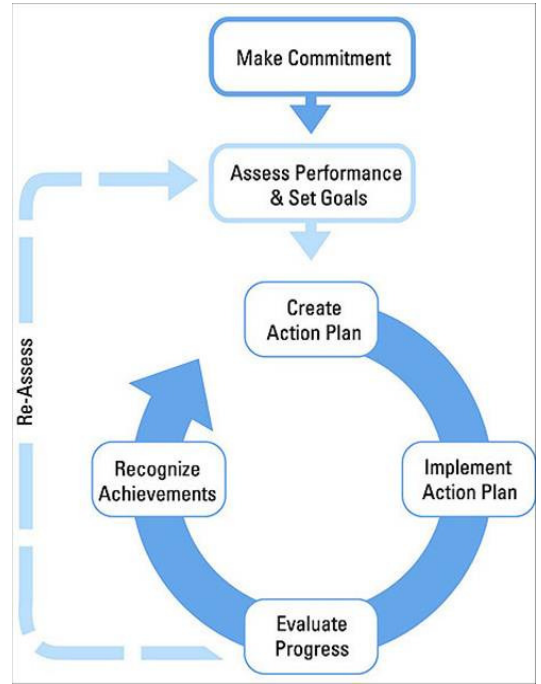 Make Commitment
Assess Performance
& Set Goals
Create
Action Plan
Re-Assess
Recognize
Achievements
Implement
Action Plan
Evaluate
Progress